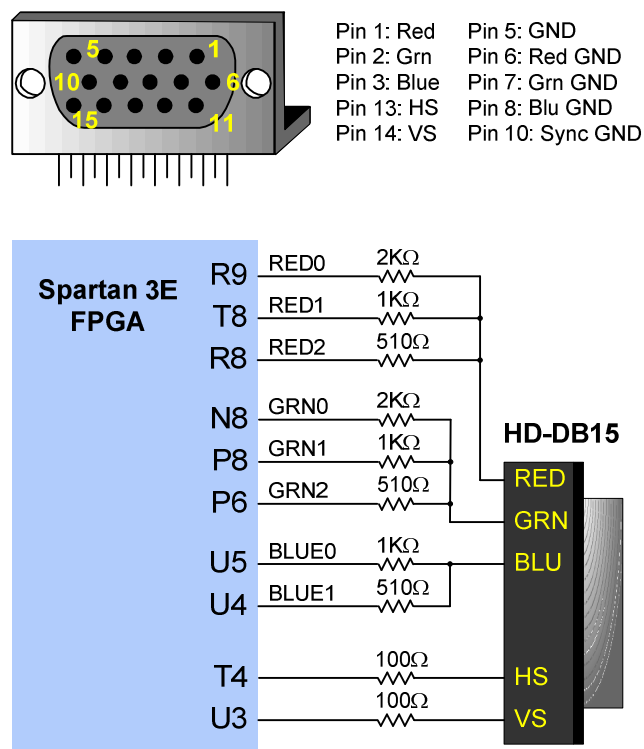 5
1
10
6
15
11
Pin 1: Red
Pin 2: Grn
Pin 3: Blue
Pin 13: HS
Pin 14: VS
Pin 5: GND
Pin 6: Red GND
Pin 7: Grn GND
Pin 8: Blu GND
Pin 10: Sync GND
Spartan 3E
FPGA
R9 RED0 2KΩ
T8 RED1 1KΩ
R8 RED2 510Ω
N8 GRN0 2KΩ
P8 GRN1 1KΩ
P6 GRN2 510Ω
U5 BLUE0 1KΩ
U4 BLUE1 510Ω
T4 100Ω
U3 100Ω
HD-DB15
RED
GRN
BLU
HS
VS